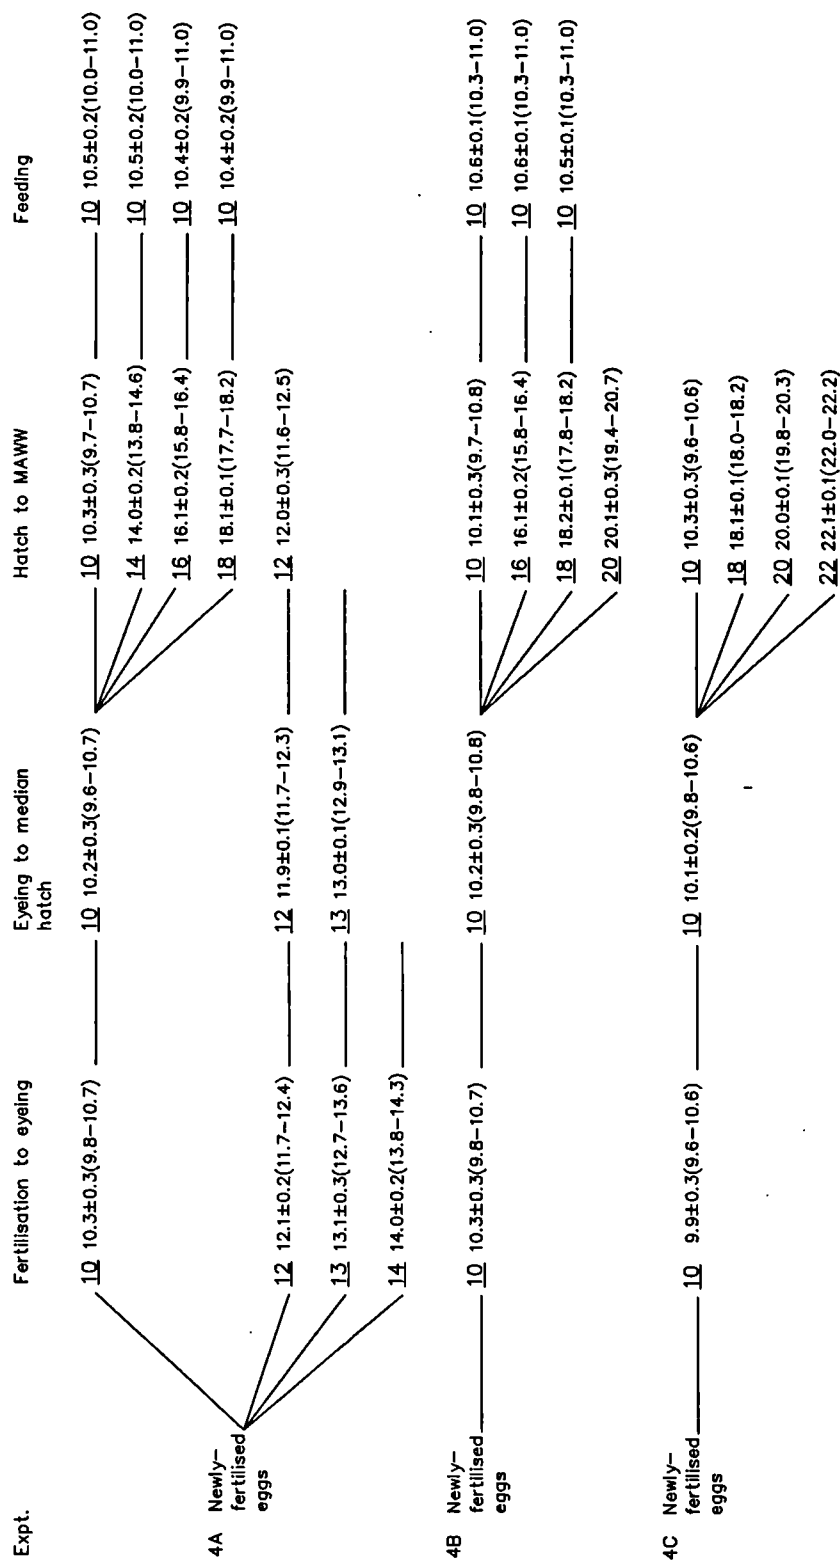 Expt. Fertilisation to eyeing Eyeing to median hatch Hatch to MAWW Feeding
10 10.3±0.3(9.8–10.7) 10 10.2±0.3(9.6–10.7) 10 10.3±0.3(9.7–10.7) 10 10.5±0.2(10.0–11.0)
14 14.0±0.2(13.8–14.6) 10 10.5±0.2(10.0–11.0)
16 16.1±0.2(15.8–16.4) 10 10.4±0.2(9.9–11.0)
18 18.1±0.1(17.7–18.2) 10 10.4±0.2(9.9–11.0)
4A Newly-
fertilised
eggs
12 12.1±0.2(11.7–12.4) 12 11.9±0.1(11.7–12.3) 12 12.0±0.3(11.6–12.5)
13 13.1±0.3(12.7–13.6) 13 13.0±0.1(12.9–13.1)
14 14.0±0.2(13.8–14.3)
4B Newly-
fertilised
eggs
10 10.3±0.3(9.8–10.7) 10 10.2±0.3(9.8–10.8) 10 10.1±0.3(9.7–10.8) 10 10.6±0.1(10.3–11.0)
16 16.1±0.2(15.8–16.4) 10 10.6±0.1(10.3–11.0)
18 18.2±0.1(17.8–18.2) 10 10.5±0.1(10.3–11.0)
20 20.1±0.3(19.4–20.7)
4C Newly-
fertilised
eggs
10 9.9±0.3(9.6–10.6) 10 10.1±0.2(9.8–10.6) 10 10.3±0.3(9.6–10.6)
18 18.1±0.1(18.0–18.2)
20 20.0±0.1(19.8–20.3)
22 22.1±0.1(22.0–22.2)